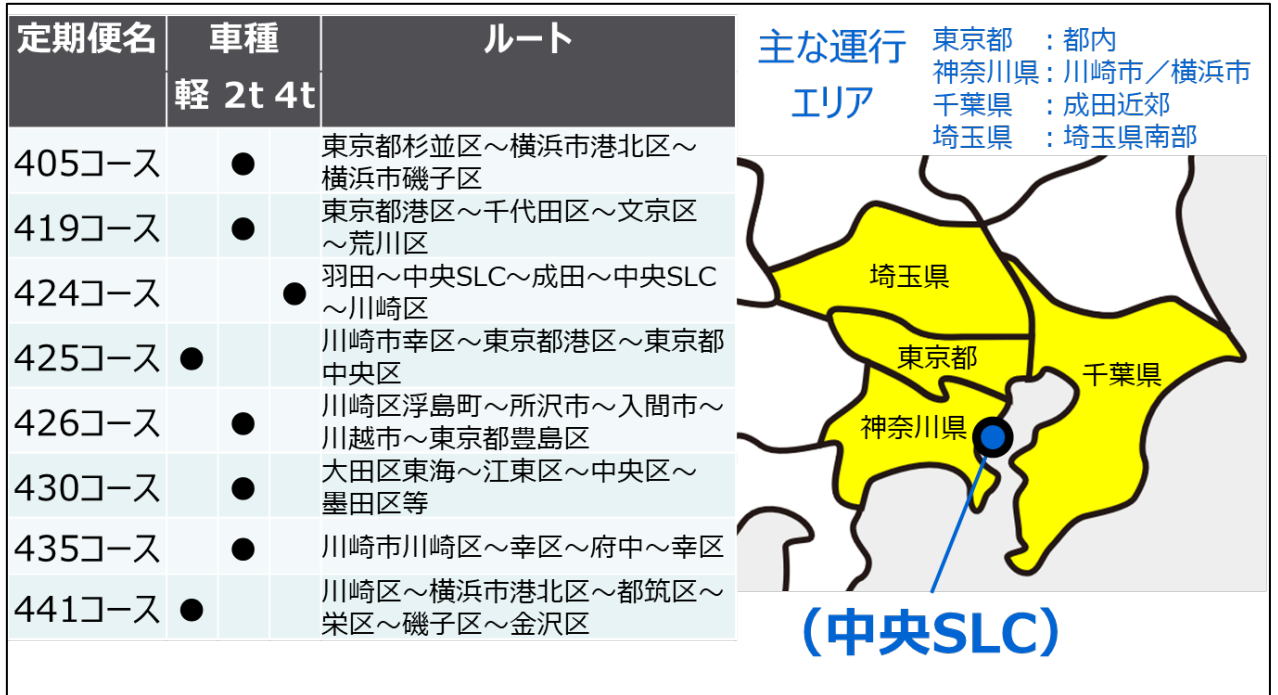 定期便名 車種 ルート
軽 2t 4t
405コース ● 東京都杉並区～横浜市港北区～
横浜市磯子区
419コース ● 東京都港区～千代田区～文京区
～荒川区
424コース ● 羽田～中央SLC～成田～中央SLC
～川崎区
425コース ● 川崎市幸区～東京都港区～東京都
中央区
426コース ● 川崎区浮島町～所沢市～入間市～
川越市～東京都豊島区
430コース ● 大田区東海～江東区～中央区～
墨田区等
435コース ● 川崎市川崎区～幸区～府中～幸区
441コース ● 川崎区～横浜市港北区～都筑区～
栄区～磯子区～金沢区
主な運行
エリア
東京都 ：都内
神奈川県：川崎市／横浜市
千葉県 ：成田近郊
埼玉県 ：埼玉県南部
埼玉県
東京都
千葉県
神奈川県
（中央SLC）